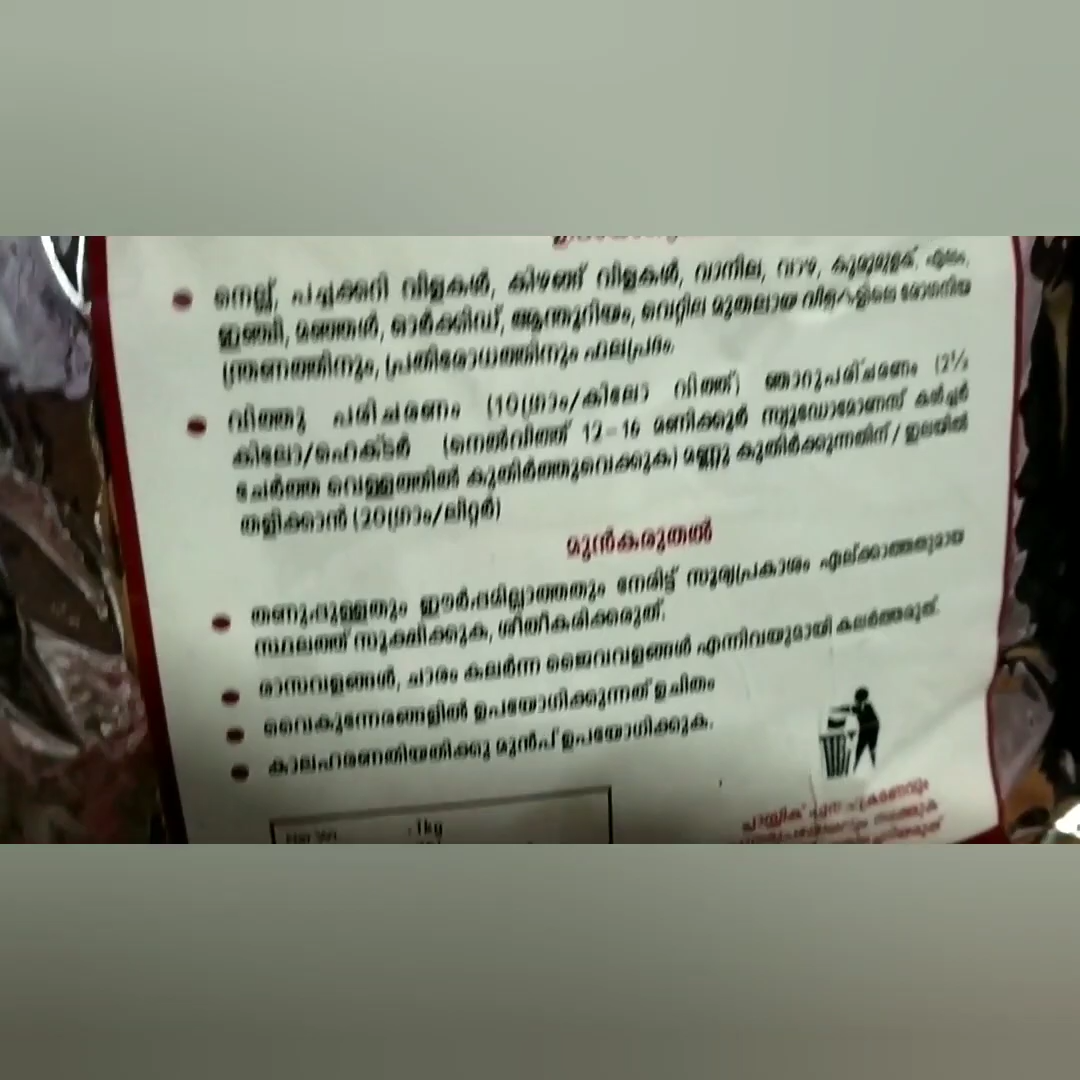 നെല്ല്, പച്ചക്കറി വിളകൾ, കിഴങ്ങ് വിളകൾ, വാനില, വാഴ, കുരുമുളക്, ഏലം,
ഇഞ്ചി, മഞ്ഞൾ, ഓർക്കിഡ്, ആന്തൂറിയം, വെറ്റില മുതലായ വിളകളിലെ രോഗനിയ
ന്ത്രണത്തിനും, പ്രതിരോധത്തിനും ഫലപ്രദം.
വിത്തു പരിചരണം (10ഗ്രാം/കിലോ വിത്ത്) ഞാറുപരിചരണം (2½
കിലോ/ഹെക്ടർ (നെൽവിത്ത് 12-16 മണിക്കൂർ സ്യുഡോമോണസ് കൽച്ചർ
ചേർത്ത വെള്ളത്തിൽ കുതിർത്തുവെക്കുക) മണ്ണു കുതിർക്കുന്നതിന് / ഇലയിൽ
തളിക്കാൻ (20ഗ്രാം/ലിറ്റർ)
മുൻകരുതൽ
തണുപ്പുള്ളതും ഈർപ്പമില്ലാത്തതും നേരിട്ട് സൂര്യപ്രകാശം ഏല്ക്കാത്തതുമായ
സ്ഥലത്ത് സൂക്ഷിക്കുക, ശീതീകരിക്കരുത്.
രാസവളങ്ങൾ, ചാരം കലർന്ന ജൈവവളങ്ങൾ എന്നിവയുമായി കലർത്തരുത്.
വൈകുന്നേരങ്ങളിൽ ഉപയോഗിക്കുന്നത് ഉചിതം
കാലഹരണതിയതിക്കു മുൻപ് ഉപയോഗിക്കുക.
: 1kg